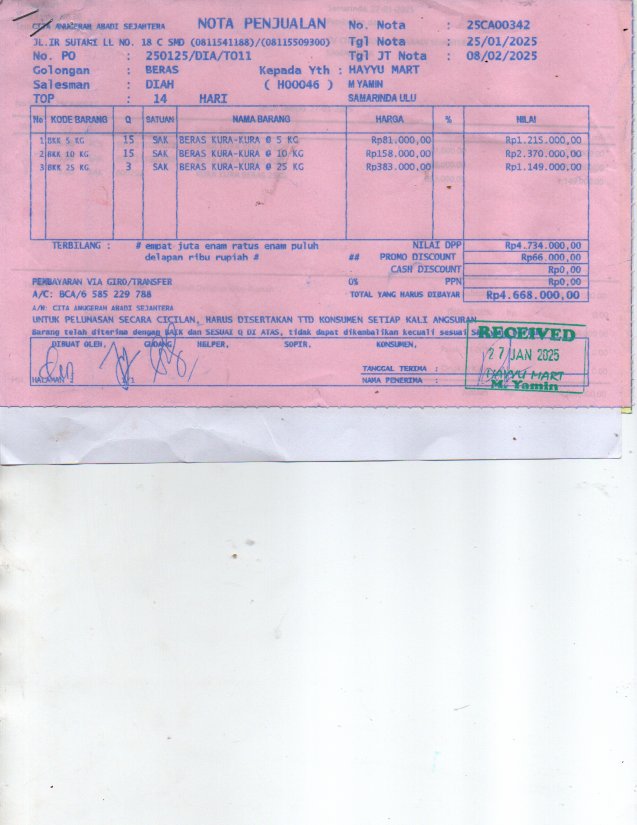 CITA ANUGERAH ABADI SEJAHTERA NOTA PENJUALAN No. Nota : 25CA00342
JL.IR SUTAMI LL NO. 18 C SMD (0811541188)/(08115509300) Tgl Nota : 25/01/2025
No. PO : 250125/DIA/TO11 Tgl JT Nota : 08/02/2025
Golongan : BERAS Kepada Yth : HAYYU MART
Salesman : DIAH ( H00046 ) M YAMIN
TOP : 14 HARI SAMARINDA ULU
No KODE BARANG Q SATUAN NAMA BARANG HARGA % NILAI
1 BKK 5 KG 15 SAK BERAS KURA-KURA @ 5 KG Rp81.000,00 Rp1.215.000,00
2 BKK 10 KG 15 SAK BERAS KURA-KURA @ 10 KG Rp158.000,00 Rp2.370.000,00
3 BKK 25 KG 3 SAK BERAS KURA-KURA @ 25 KG Rp383.000,00 Rp1.149.000,00
TERBILANG : # empat juta enam ratus enam puluh NILAI DPP Rp4.734.000,00
delapan ribu rupiah # ## PROMO DISCOUNT Rp66.000,00
CASH DISCOUNT Rp0,00
PEMBAYARAN VIA GIRO/TRANSFER 0% PPN Rp0,00
A/C: BCA/6 585 229 788 TOTAL YANG HARUS DIBAYAR Rp4.668.000,00
A/N: CITA ANUGERAH ABADI SEJAHTERA
UNTUK PELUNASAN SECARA CICILAN, HARUS DISERTAKAN TTD KONSUMEN SETIAP KALI ANGSURAN
Barang telah diterima dengan BAIK dan SESUAI Q DI ATAS, tidak dapat dikembalikan kecuali sesuai
DIBUAT OLEH, GUDANG, HELPER, SOPIR, KONSUMEN,
RECEIVED
27 JAN 2025
TANGGAL TERIMA :
HAYYU MART
HALAMAN : 1/1 NAMA PENERIMA : M. Yamin